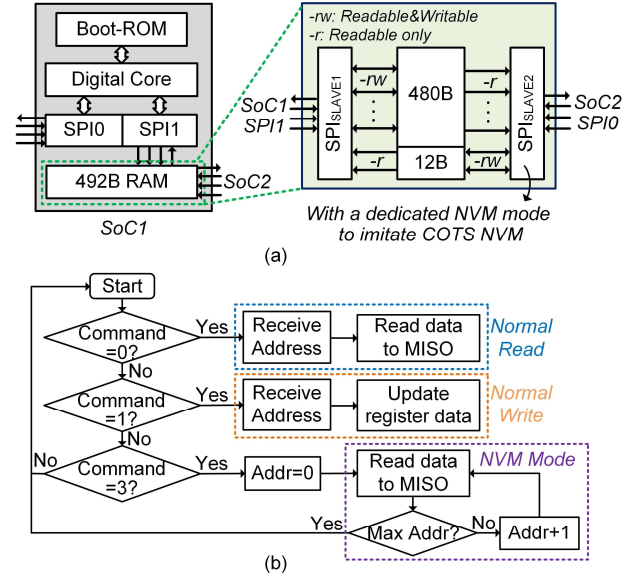 Boot-ROM
Digital Core
SPI0 SPI1
492B RAM
SoC2
SoC1
-rw: Readable&Writable
-r: Readable only
SoC1
SPI1
SPISLAVE1
-rw
-r
480B
12B
-r
-rw
SPISLAVE2
SoC2
SPI0
With a dedicated NVM mode
to imitate COTS NVM
(a)
Start
Command
=0?
Yes
Receive
Address
Read data
to MISO
Normal
Read
No
Command
=1?
Yes
Receive
Address
Update
register data
Normal
Write
No
No
Command
=3?
Yes
Addr=0
Read data
to MISO
NVM Mode
Yes
Max Addr?
No
Addr+1
(b)